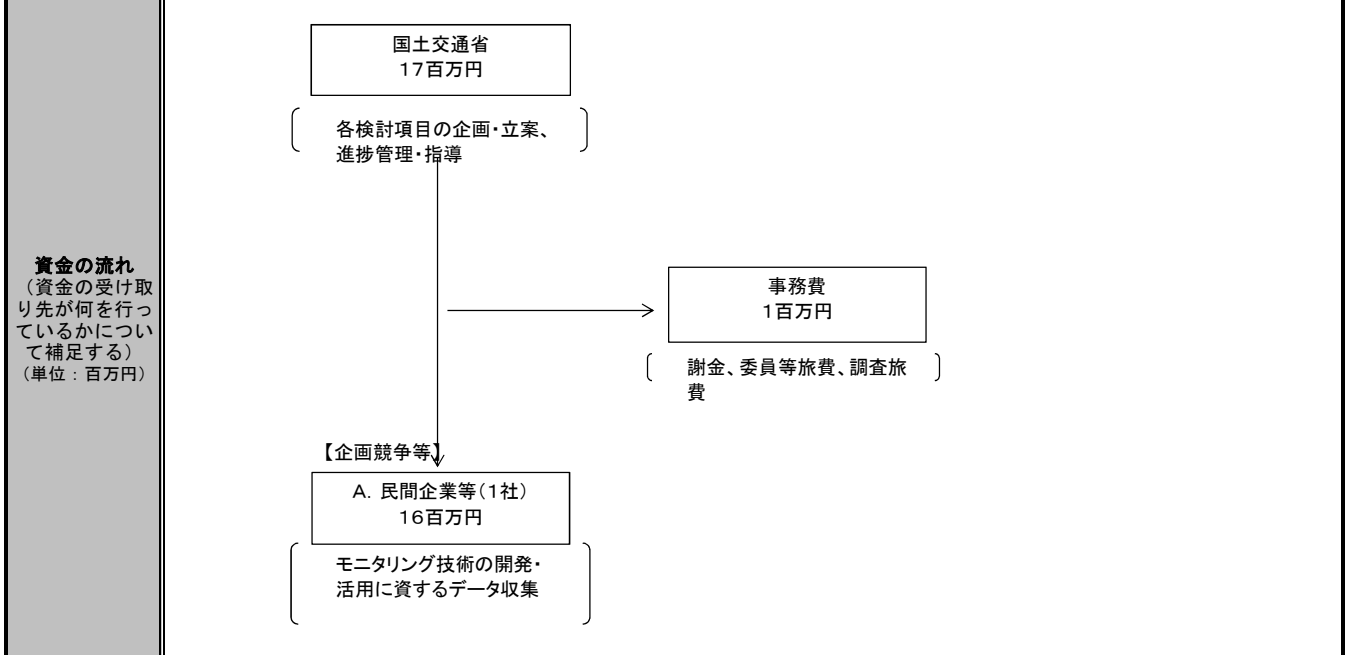 国土交通省
17百万円
各検討項目の企画・立案、
進捗管理・指導
資金の流れ
（資金の受け取
り先が何を行っ
ているかについ
て補足する）
（単位：百万円）
事務費
1百万円
謝金、委員等旅費、調査旅
費
【企画競争等】
A．民間企業等（1社）
16百万円
モニタリング技術の開発・
活用に資するデータ収集